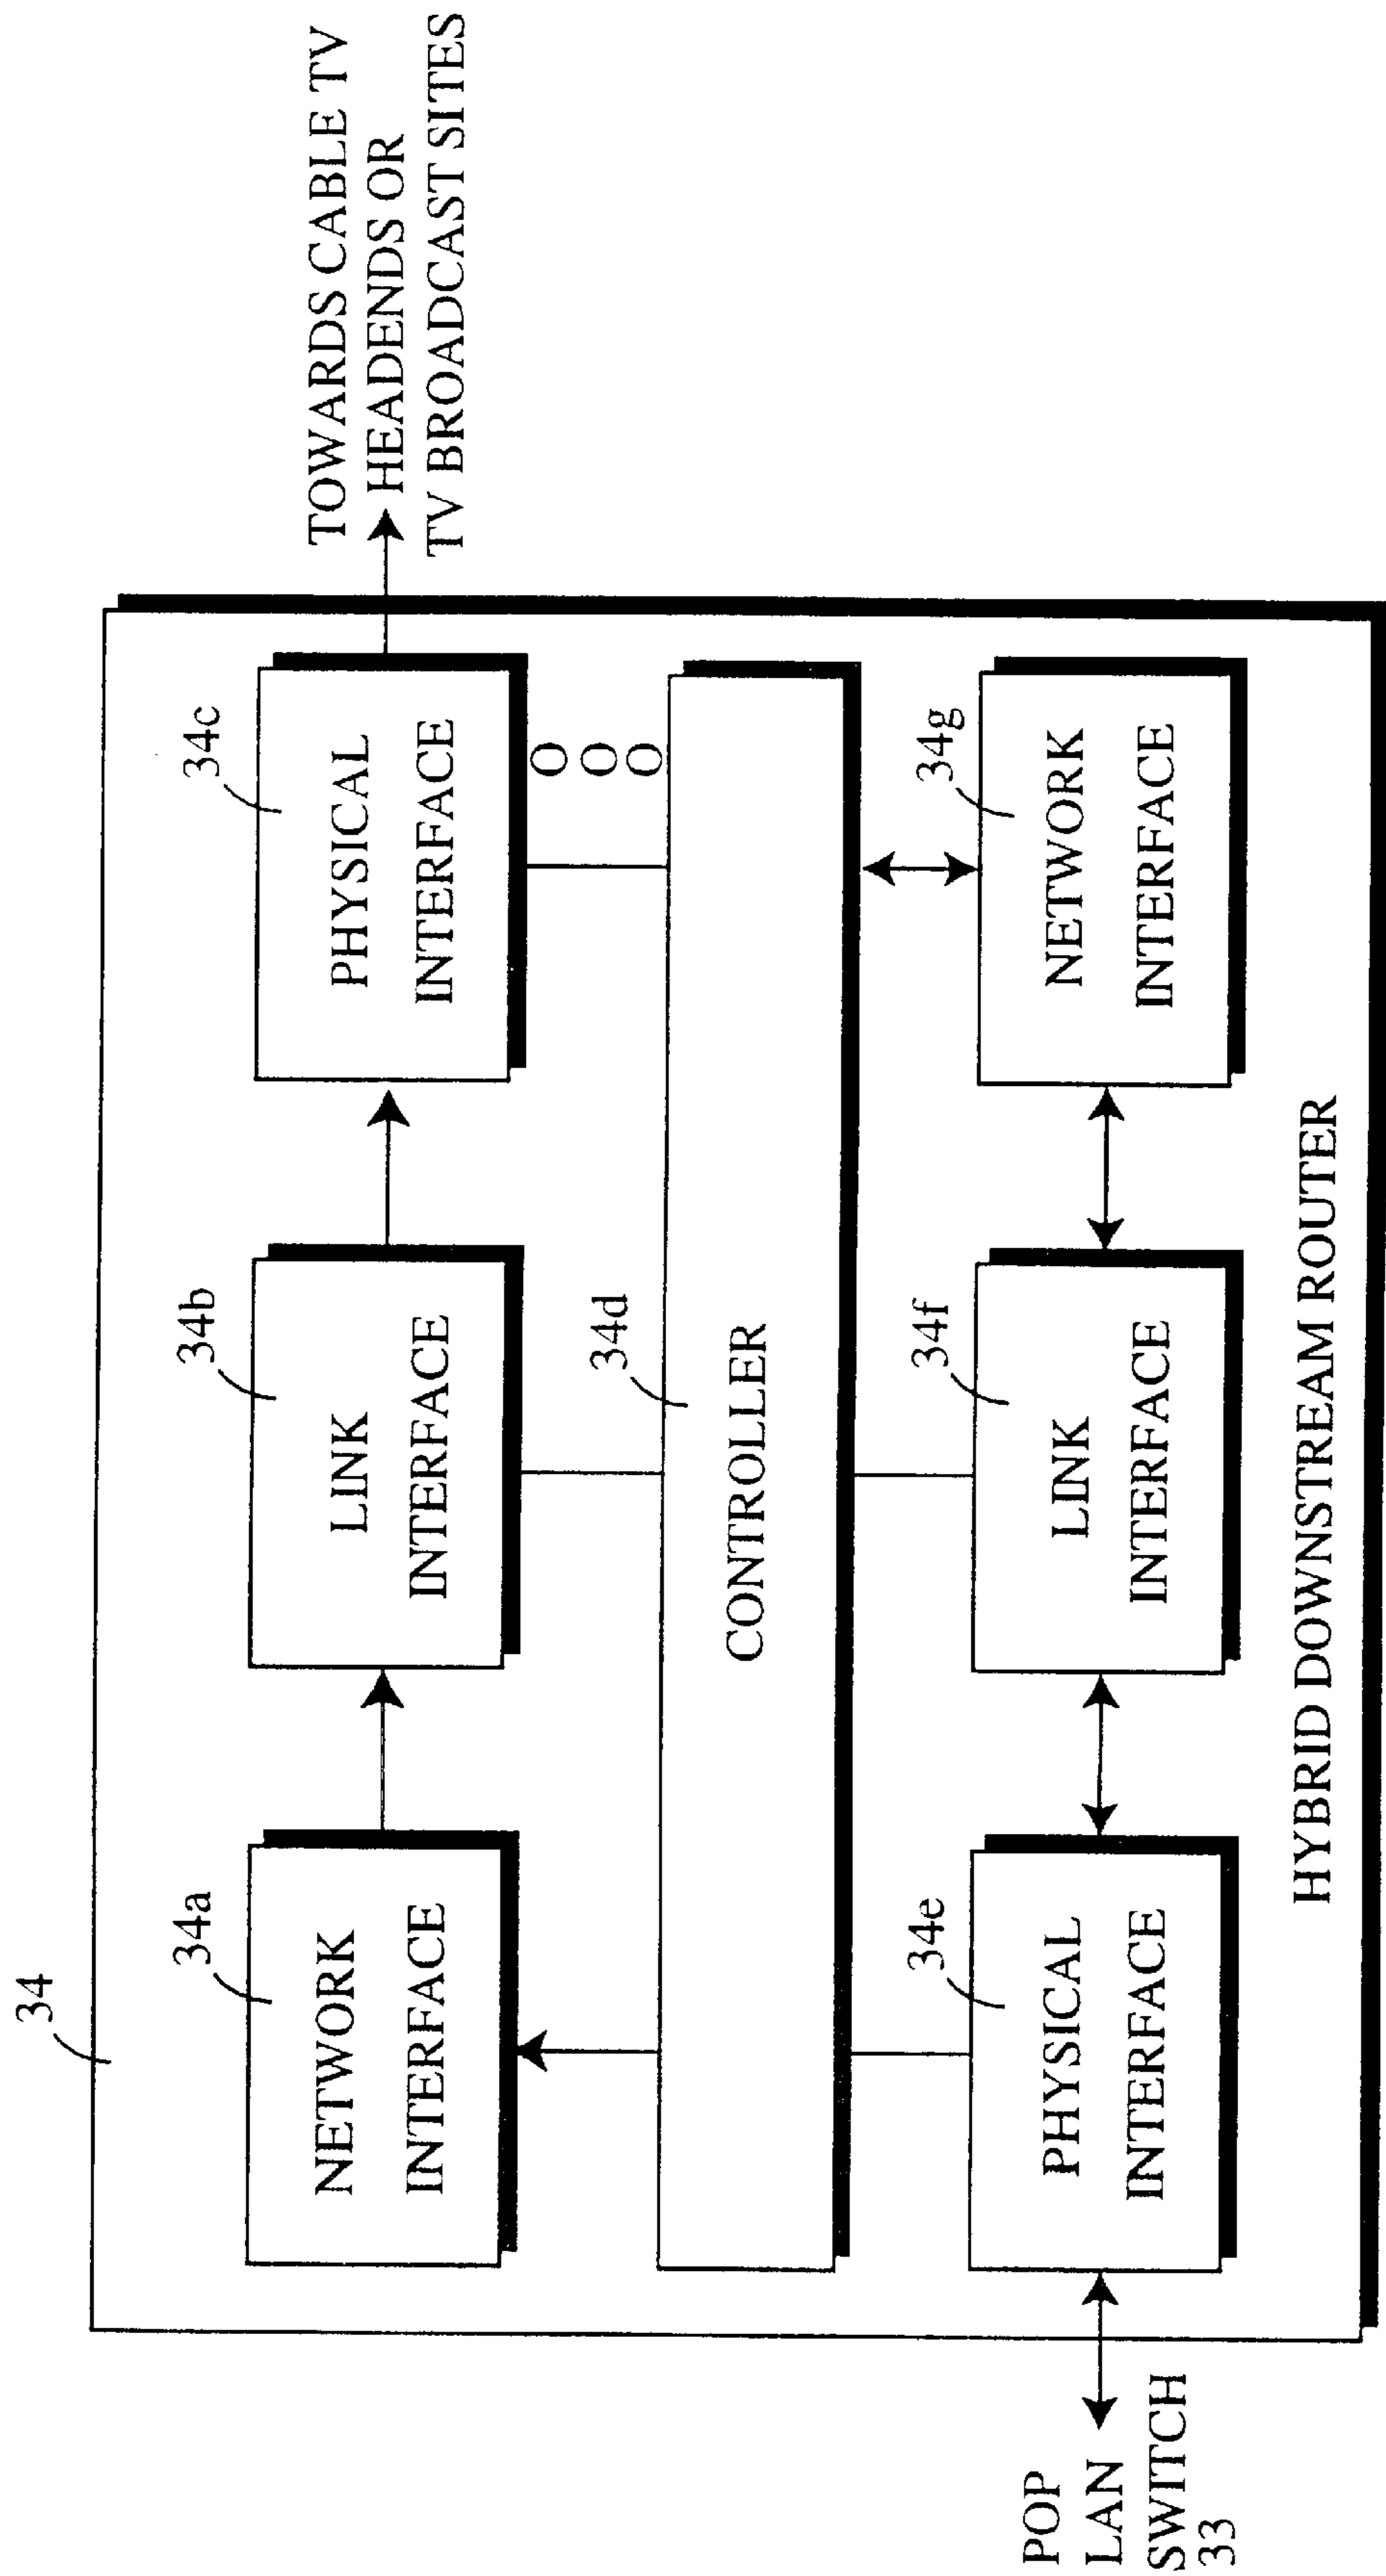 34
34a
NETWORK
INTERFACE
34b
LINK
INTERFACE
34c
PHYSICAL
INTERFACE
TOWARDS CABLE TV
HEADENDS OR
TV BROADCAST SITES
O O O
34d
CONTROLLER
34e
PHYSICAL
INTERFACE
34f
LINK
INTERFACE
34g
NETWORK
INTERFACE
POP
LAN
SWITCH
33
HYBRID DOWNSTREAM ROUTER